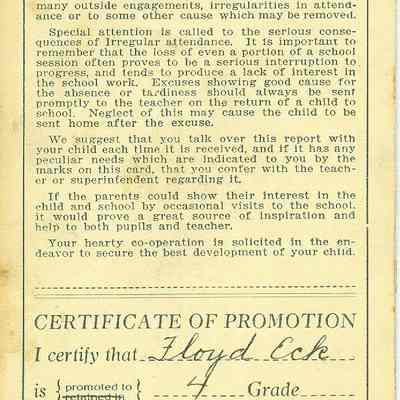 many outside engagements, irregularities in attend-
ance or to some other cause which may be removed.
Special attention is called to the serious conse-
quences of Irregular attendance. It is important to
remember that the loss of even a portion of a school
session often proves to be a serious interruption to
progress, and tends to produce a lack of interest in
the school work. Excuses showing good cause for
the absence or tardiness should always be sent
promptly to the teacher on the return of a child to
school. Neglect of this may cause the child to be
sent home after the excuse.
We suggest that you talk over this report with
your child each time it is received, and if it has any
peculiar needs which are indicated to you by the
marks on this card, that you confer with the teach-
er or superintendent regarding it.
If the parents could show their interest in the
child and school by occasional visits to the school,
it would prove a great source of inspiration and
help to both pupils and teacher.
Your hearty co-operation is solicited in the en-
deavor to secure the best development of your child.
CERTIFICATE OF PROMOTION
I certify that Floyd Eck
is { promoted to retained in } 4 Grade